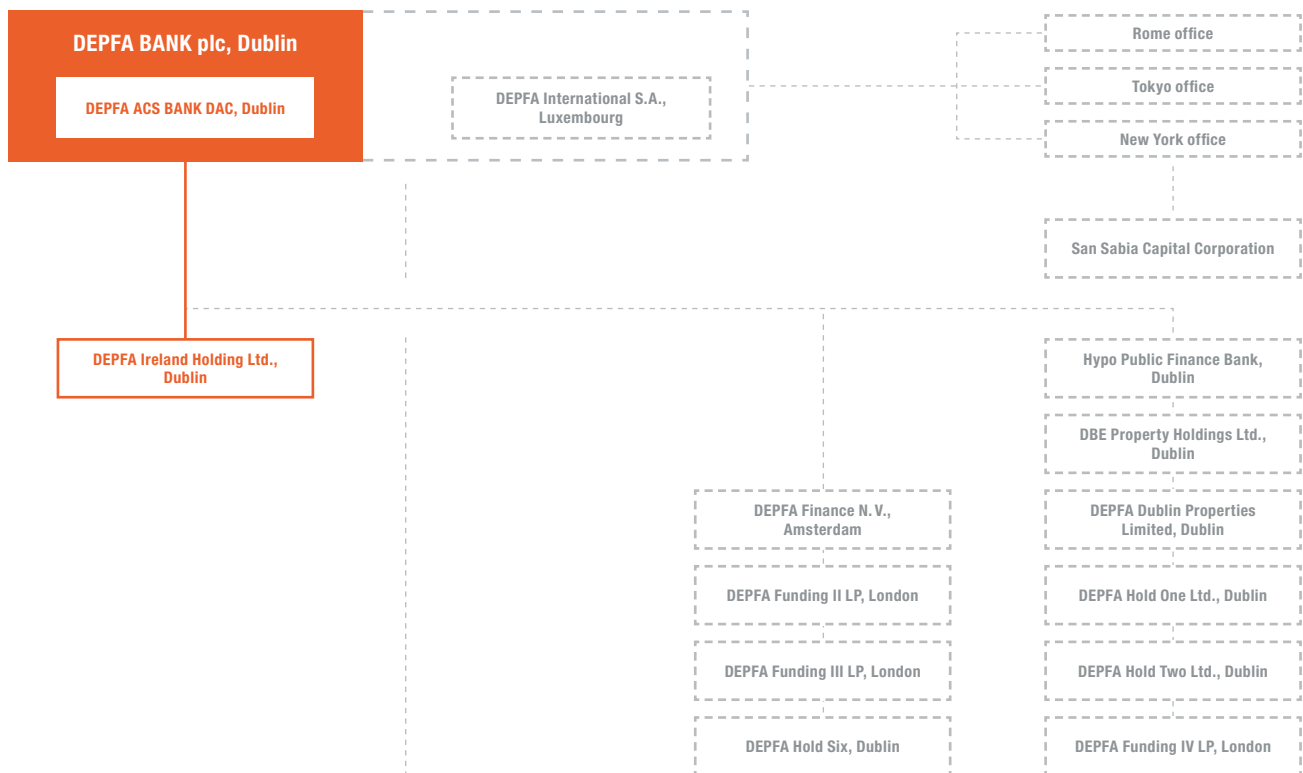 DEPFA BANK plc, Dublin
DEPFA ACS BANK DAC, Dublin
DEPFA International S.A.,
Luxembourg
Rome office
Tokyo office
New York office
San Sabia Capital Corporation
DEPFA Ireland Holding Ltd.,
Dublin
Hypo Public Finance Bank,
Dublin
DBE Property Holdings Ltd.,
Dublin
DEPFA Finance N.V.,
Amsterdam
DEPFA Dublin Properties
Limited, Dublin
DEPFA Funding II LP, London
DEPFA Hold One Ltd., Dublin
DEPFA Funding III LP, London
DEPFA Hold Two Ltd., Dublin
DEPFA Hold Six, Dublin
DEPFA Funding IV LP, London